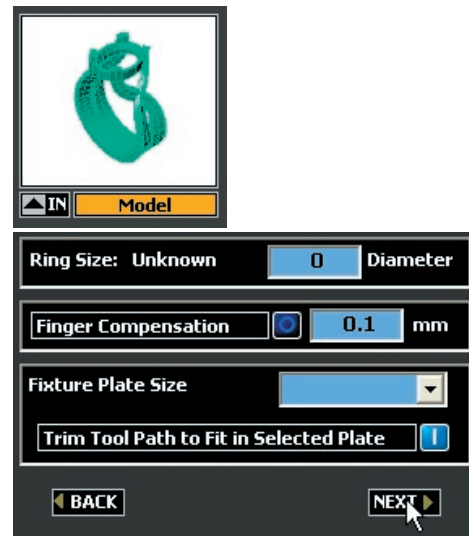 IN Model
Ring Size: Unknown 0 Diameter
Finger Compensation 0.1 mm
Fixture Plate Size
Trim Tool Path to Fit in Selected Plate
BACK NEXT